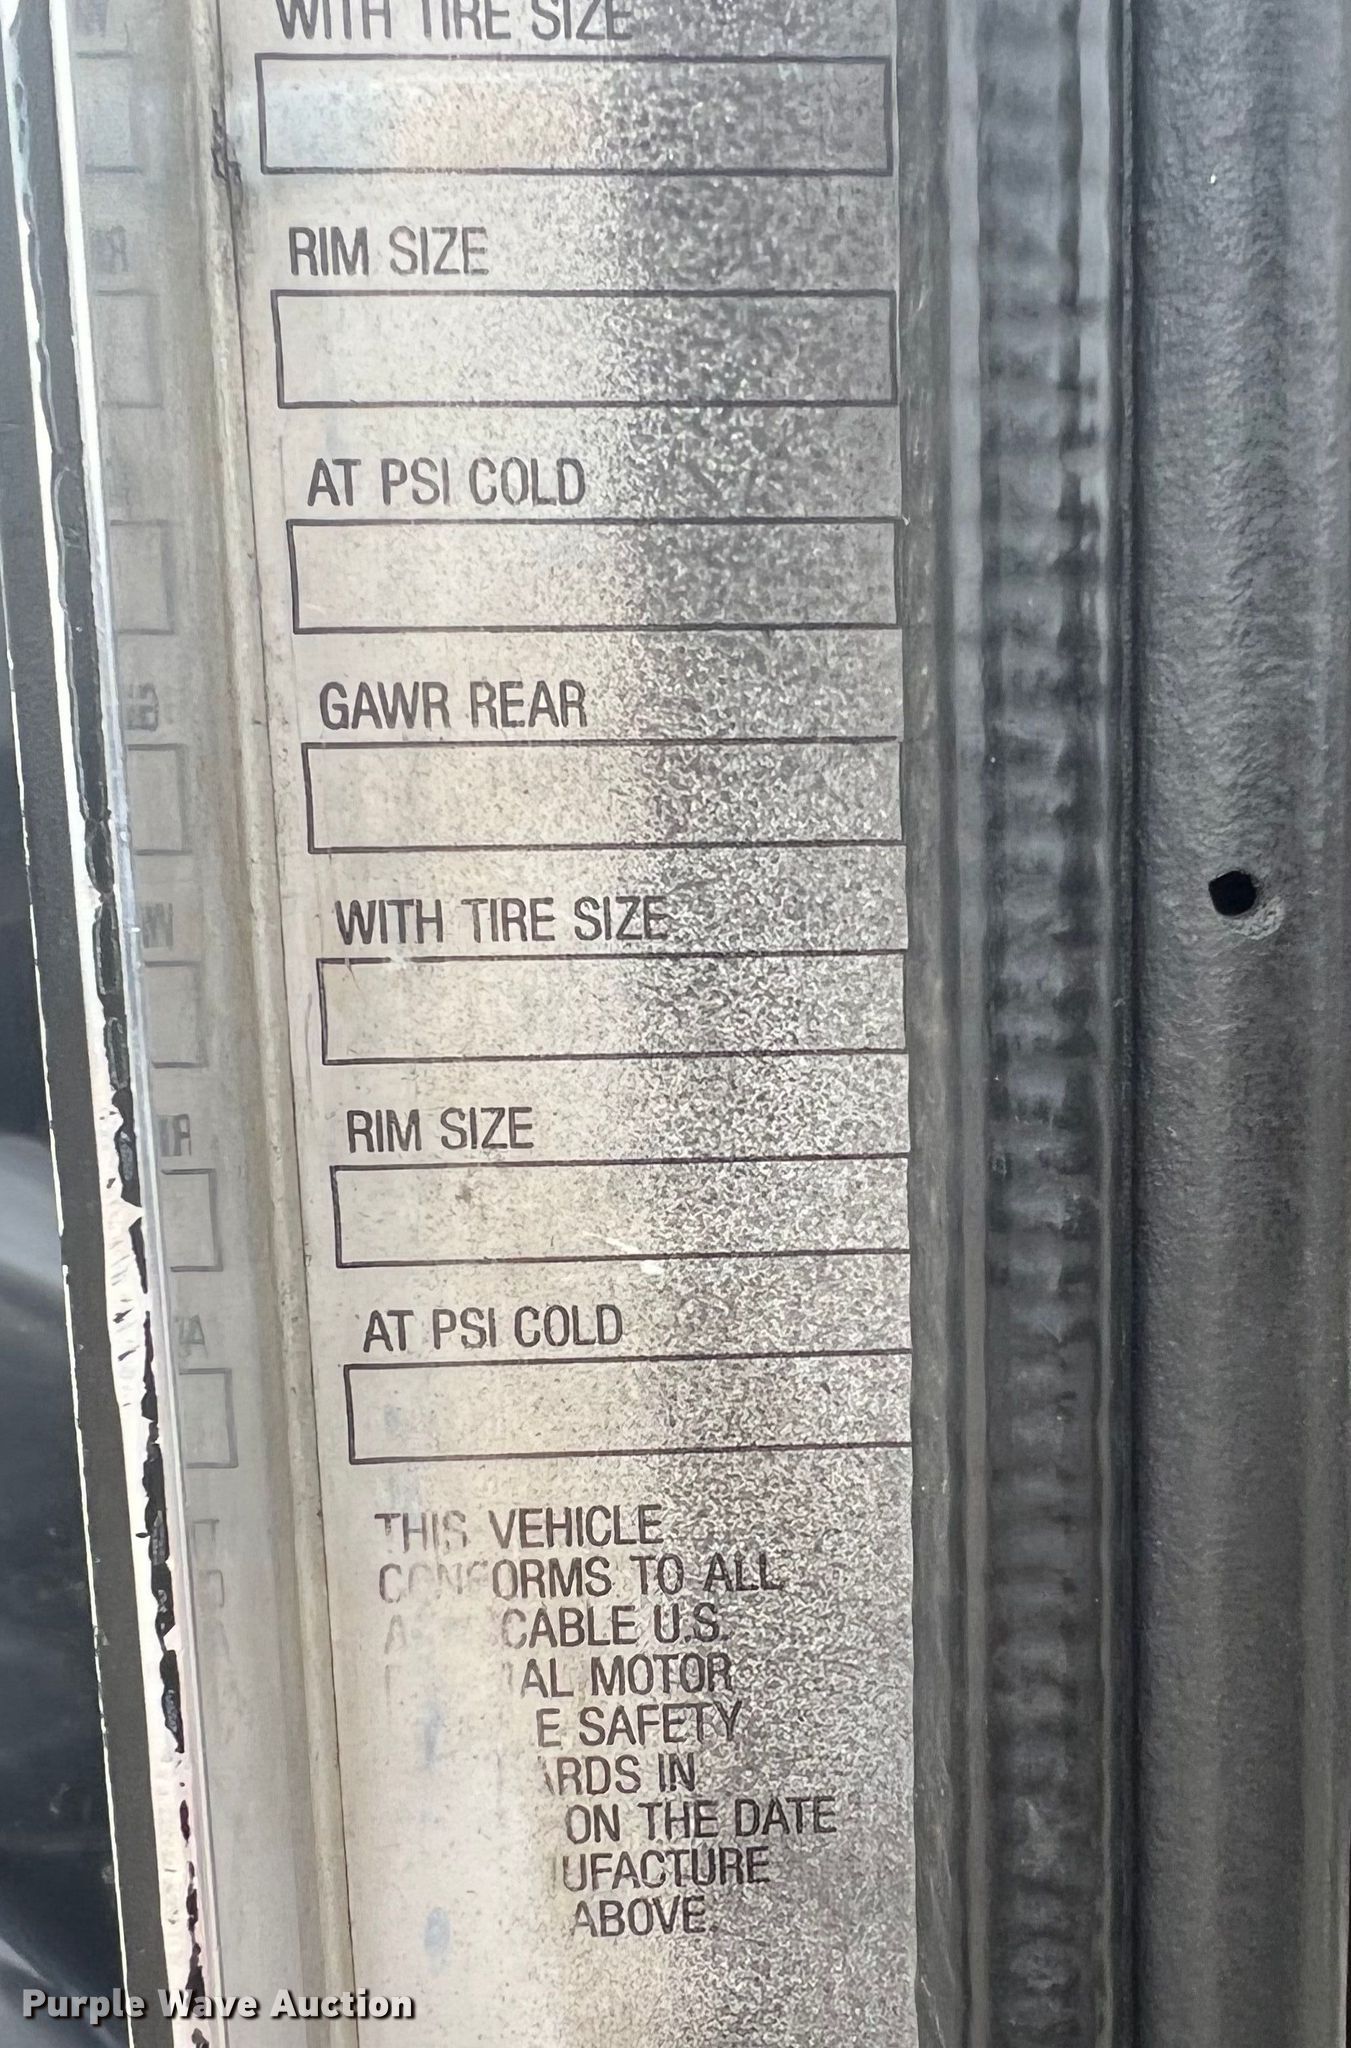 WITH TIRE SIZE
RIM SIZE
AT PSI COLD
GAWR REAR
WITH TIRE SIZE
RIM SIZE
AT PSI COLD
THIS VEHICLE
CONFORMS TO ALL
CABLE U.S.
AL MOTOR
E SAFETY
ARDS IN
ON THE DATE
UFACTURE
ABOVE.
Purple Wave Auction